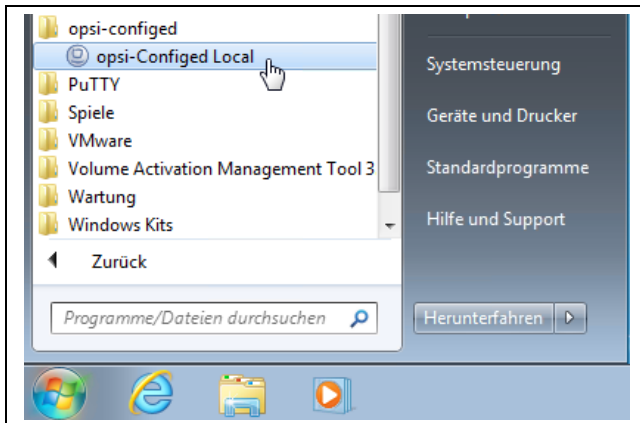 opsi-configed
opsi-Configed Local
PuTTY
Spiele
VMware
Volume Activation Management Tool 3
Wartung
Windows Kits
Zurück
Programme/Dateien durchsuchen
Systemsteuerung
Geräte und Drucker
Standardprogramme
Hilfe und Support
Herunterfahren